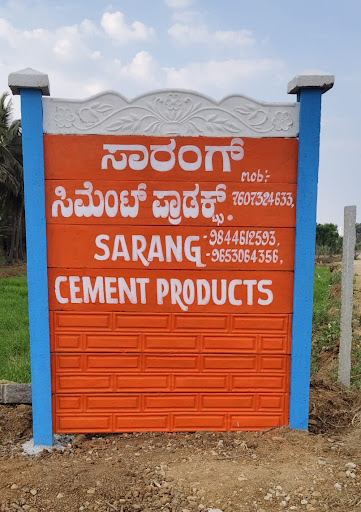 ಸಾರಂಗ್
mob:-
ಸಿಮೆಂಟ್ ಪ್ರಾಡಕ್ಟ್ಸ್. 7607324633,
SARANG -9844612593,
-9653064356,
CEMENT PRODUCTS